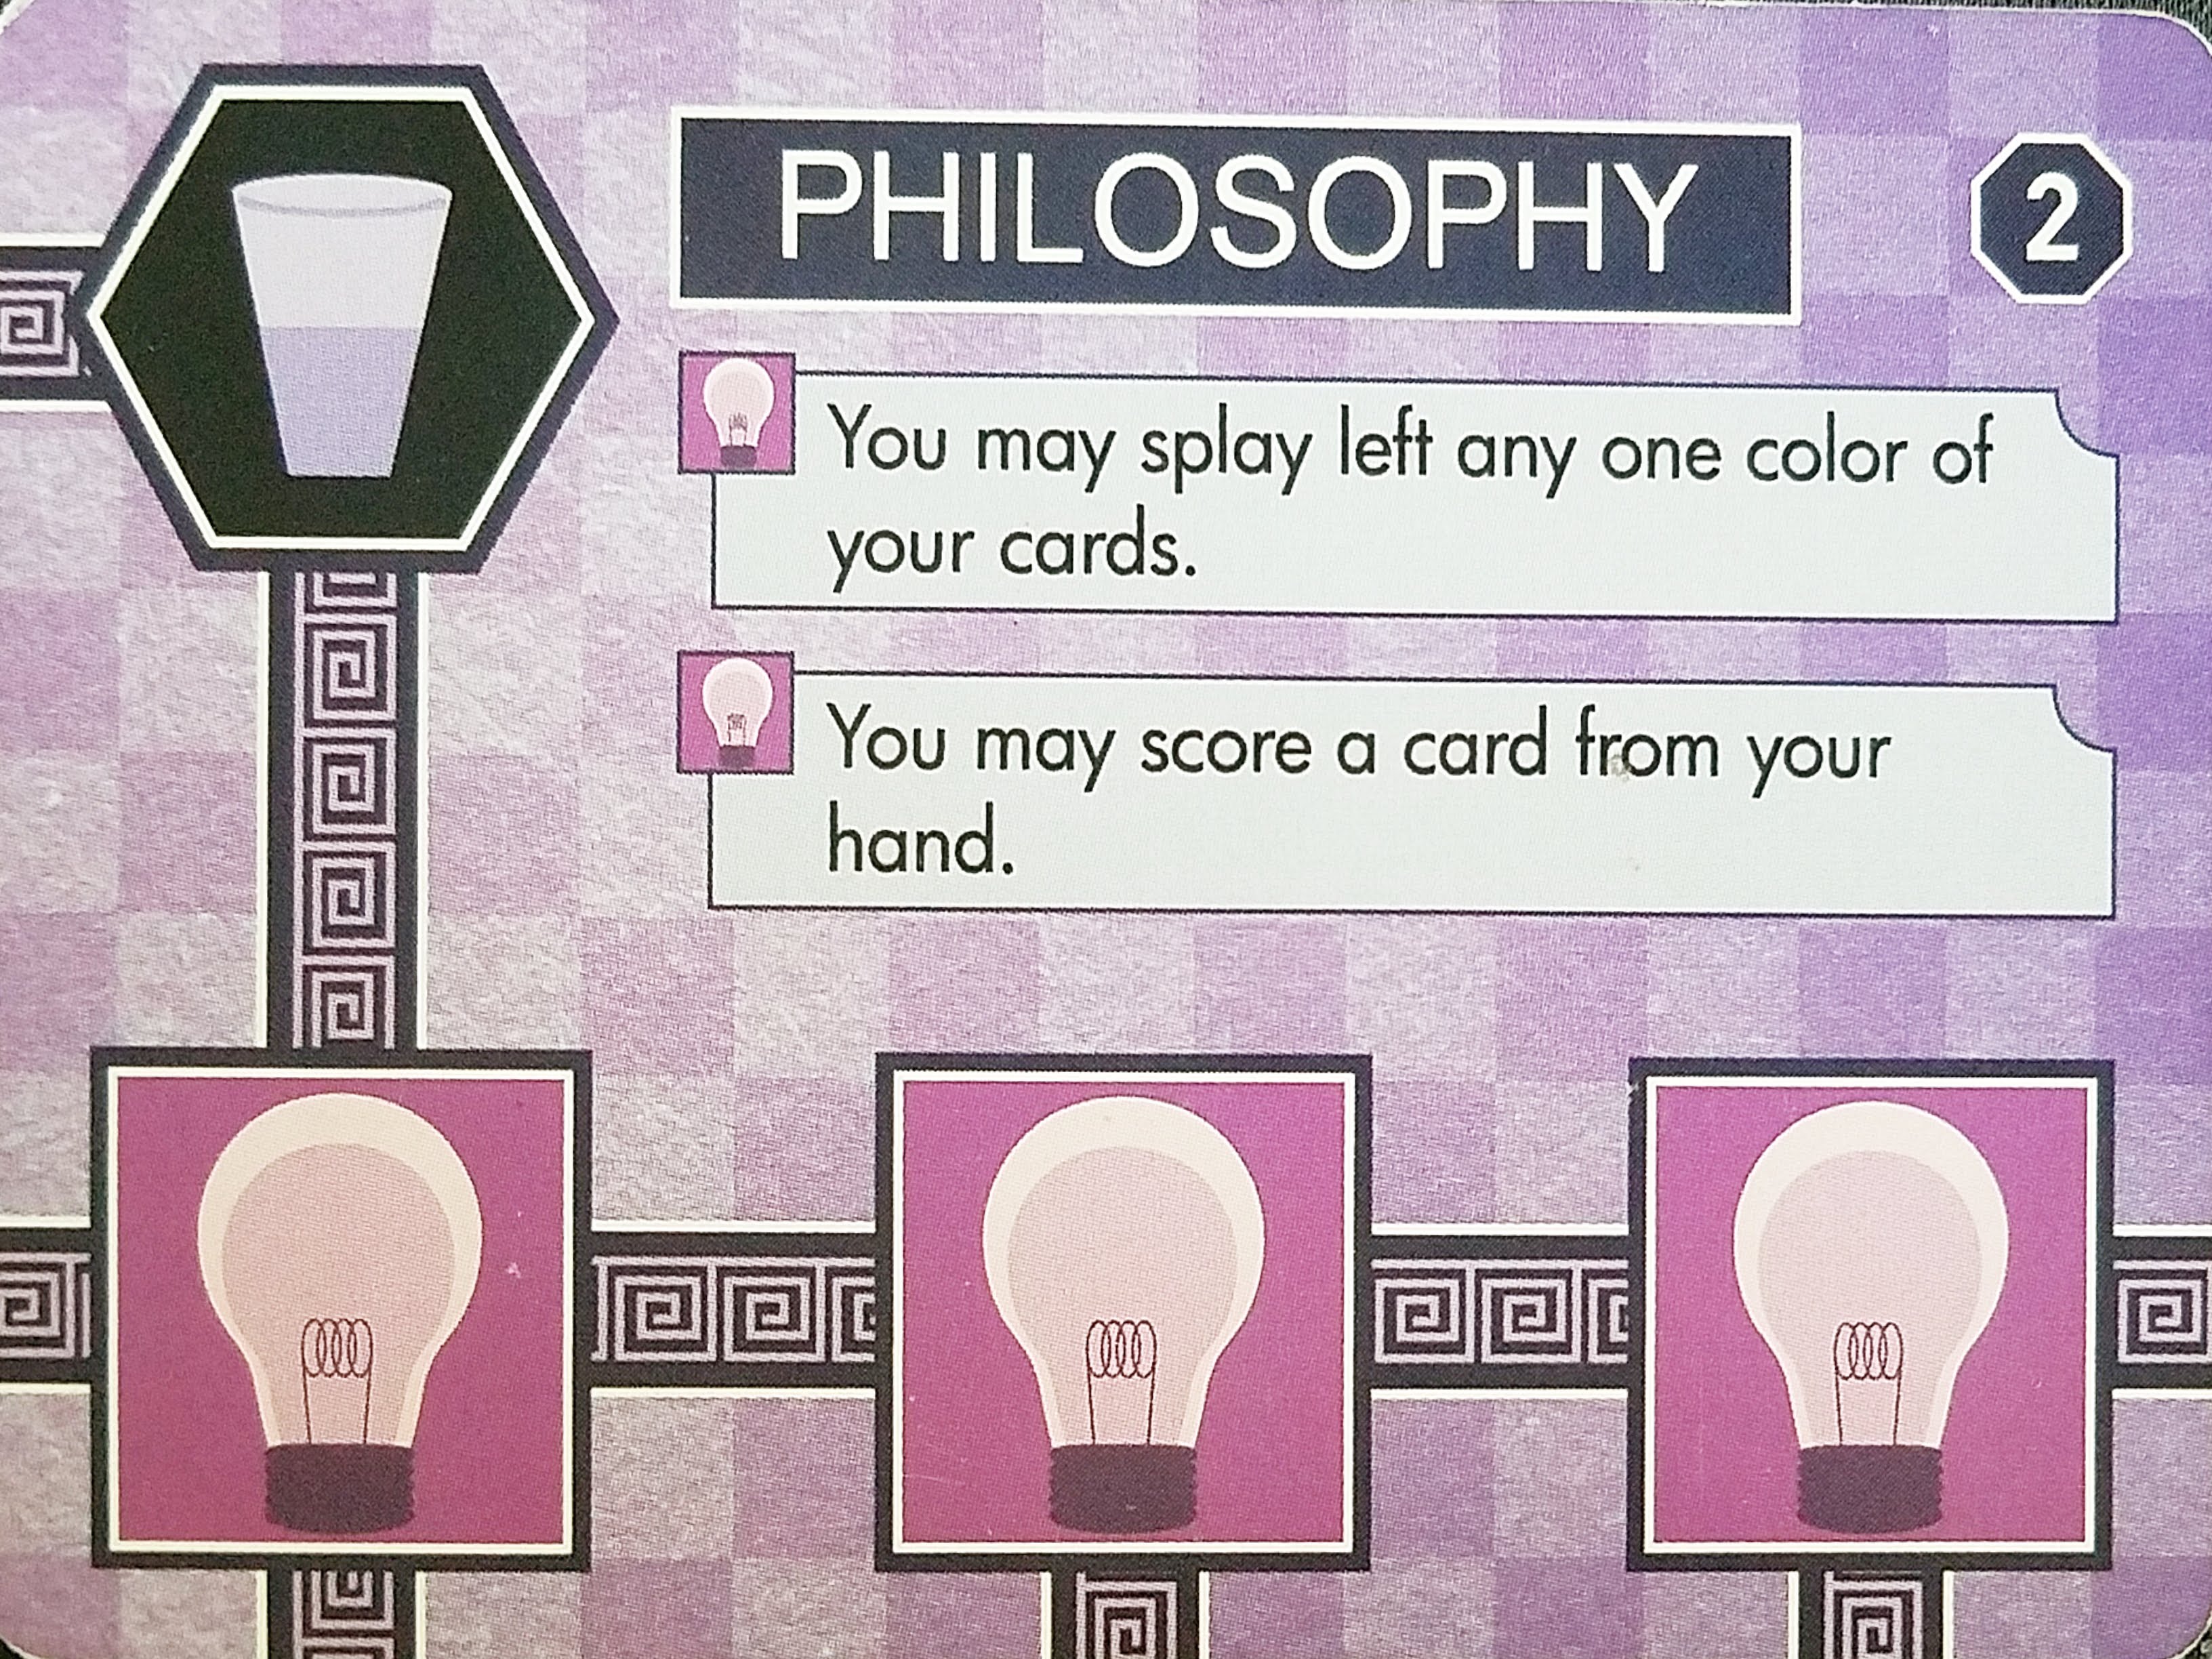 PHILOSOPHY
2
You may splay left any one color of
your cards.
You may score a card from your
hand.